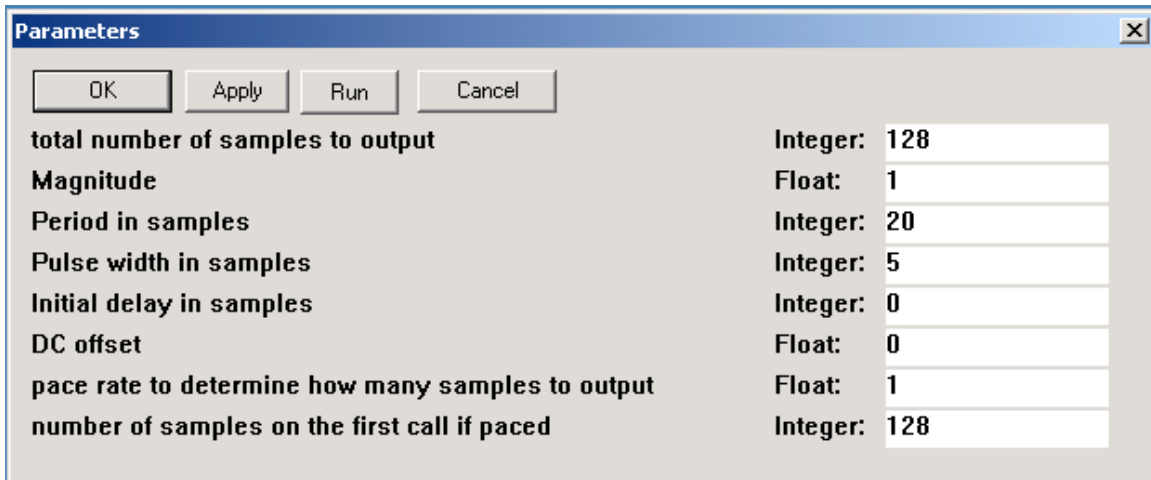 Parameters
OK Apply Run Cancel
total number of samples to output Integer: 128
Magnitude Float: 1
Period in samples Integer: 20
Pulse width in samples Integer: 5
Initial delay in samples Integer: 0
DC offset Float: 0
pace rate to determine how many samples to output Float: 1
number of samples on the first call if paced Integer: 128